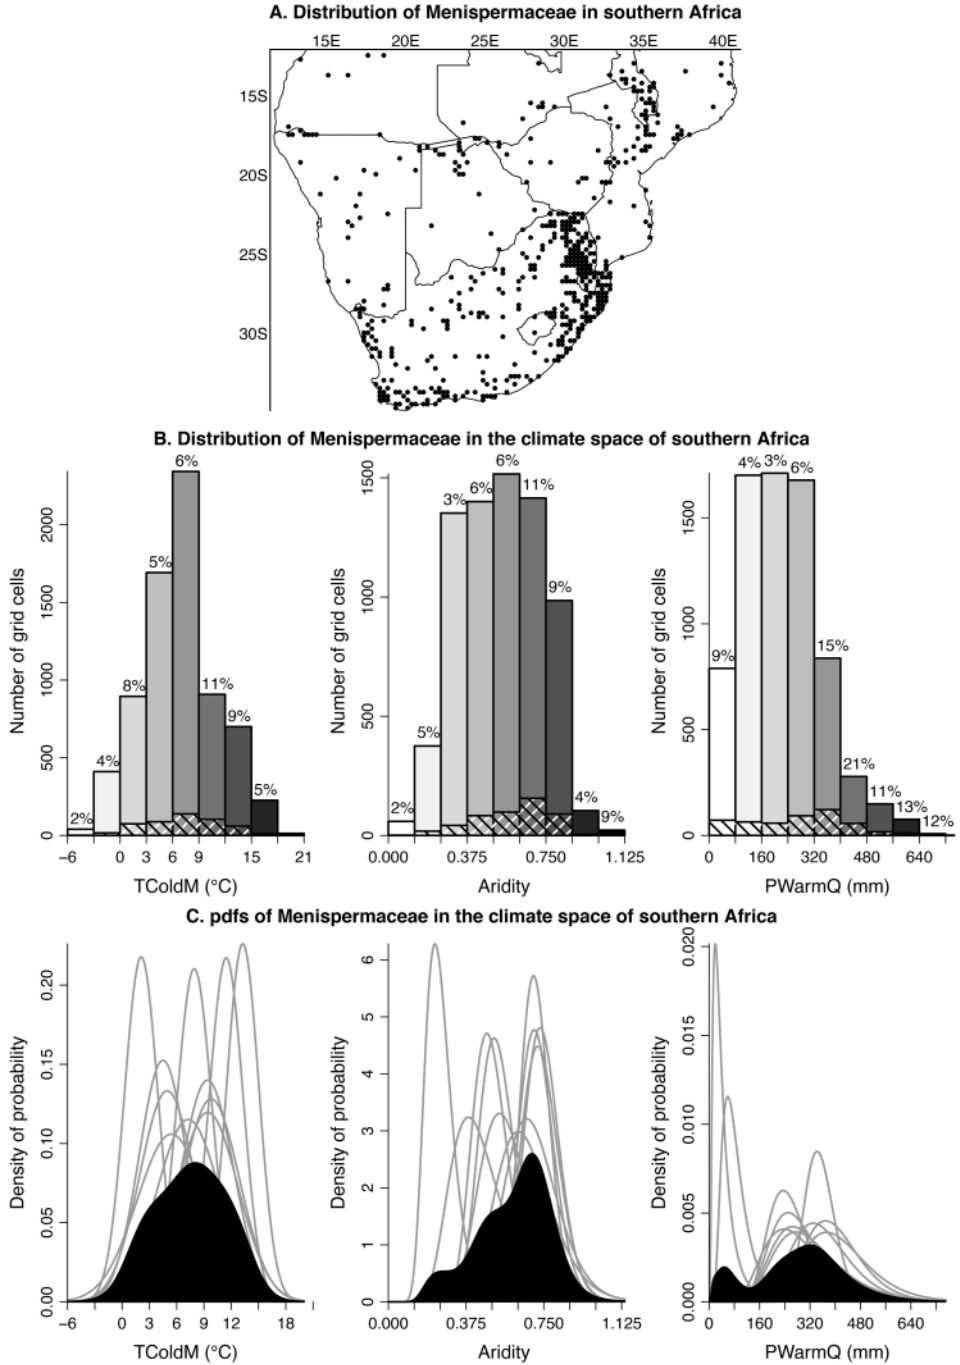 A. Distribution of Menispermaceae in southern Africa
15E 20E 25E 30E 35E 40E
15S
20S
25S
30S
B. Distribution of Menispermaceae in the climate space of southern Africa
Number of grid cells
0 500 1000 1500 2000
2% 4% 8% 5% 6% 11% 9% 5%
−6 0 3 6 9 15 21
TColdM (°C)
Number of grid cells
0 500 1000 1500
2% 5% 3% 6% 6% 11% 9% 4% 9%
0.000 0.375 0.750 1.125
Aridity
Number of grid cells
0 500 1000 1500
9% 4% 3% 6% 15% 21% 11% 13% 12%
0 160 320 480 640
PWarmQ (mm)
C. pdfs of Menispermaceae in the climate space of southern Africa
Density of probability
0.00 0.05 0.10 0.15 0.20
−6 0 3 6 9 12 18
TColdM (°C)
Density of probability
0 1 2 3 4 5 6
0.000 0.375 0.750 1.125
Aridity
Density of probability
0.000 0.005 0.010 0.015 0.020
0 160 320 480 640
PWarmQ (mm)